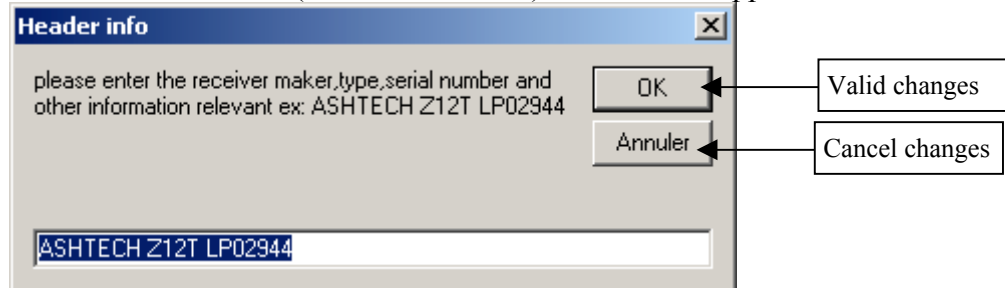 Header info
please enter the receiver maker,type,serial number and
other information relevant ex: ASHTECH Z12T LP02944
OK
Valid changes
Annuler
Cancel changes
ASHTECH Z12T LP02944